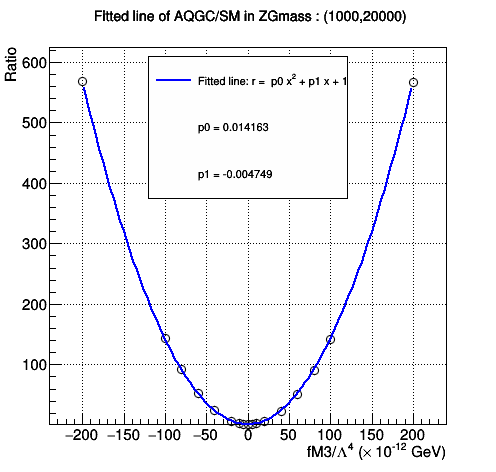 FItted line of AQGC/SM in ZGmass : (1000,20000)
Ratio
600
500
400
300
200
100
Fitted line: r = p0 x² + p1 x + 1
p0 = 0.014163
p1 = -0.004749
−200 −150 −100 −50 0 50 100 150 200
fM3/Λ⁴ (× 10⁻¹² GeV)